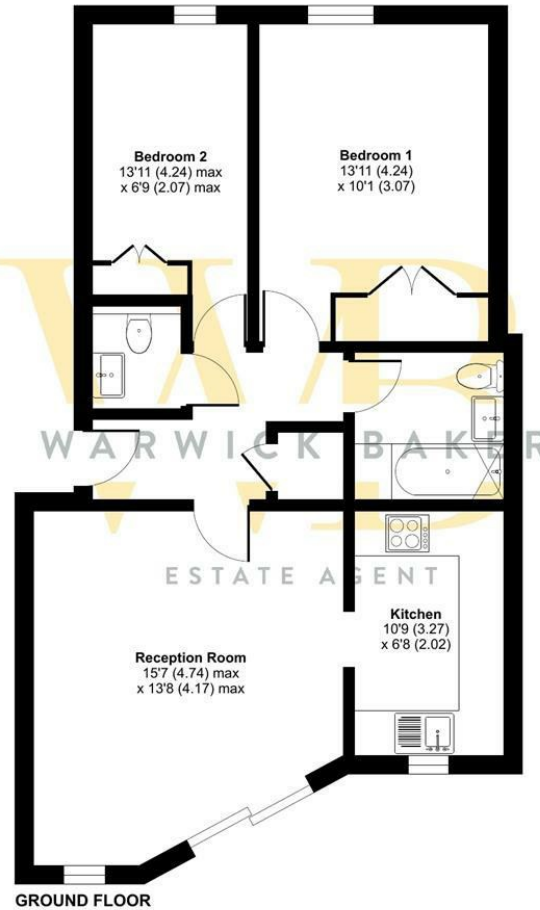 Bedroom 2
13'11 (4.24) max
x 6'9 (2.07) max
Bedroom 1
13'11 (4.24)
x 10'1 (3.07)
WB
WARWICK BAKER
ESTATE AGENT
Kitchen
10'9 (3.27)
x 6'8 (2.02)
Reception Room
15'7 (4.74) max
x 13'8 (4.17) max
GROUND FLOOR